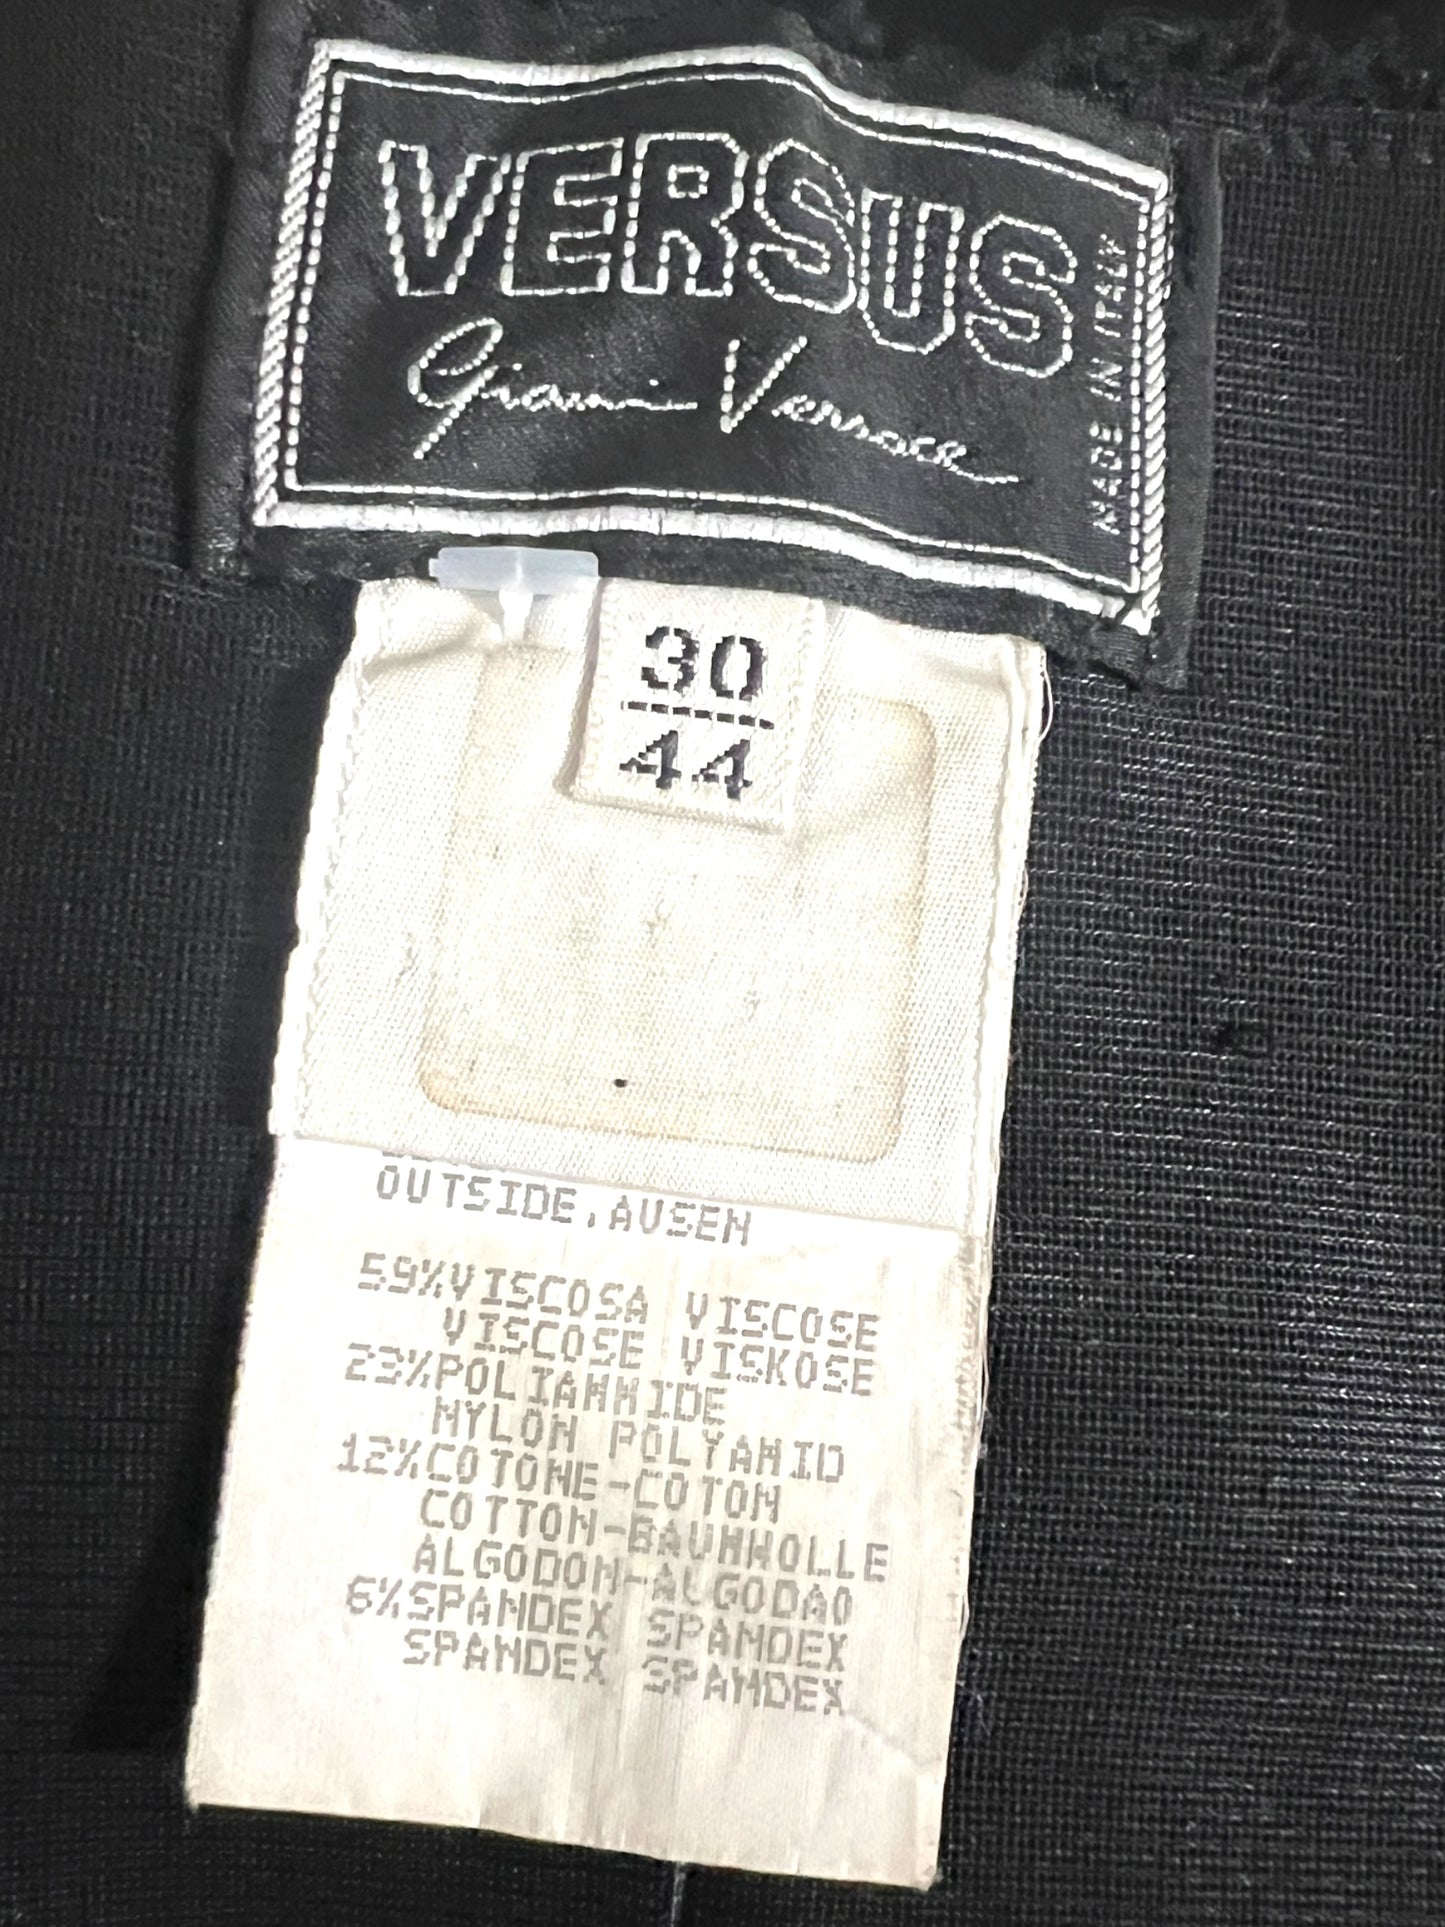 VERSUS
Gianni Versace
MADE IN ITALY
30
44
OUTSIDE,AUSEN
59%VISCOSA VISCOSE
VISCOSE VISKOSE
23%POLIAMMIDE
NYLON POLYAMID
12%COTONE-COTON
COTTON-BAUMWOLLE
ALGODON-ALGODAO
6%SPANDEX SPANDEX
SPANDEX SPANDEX